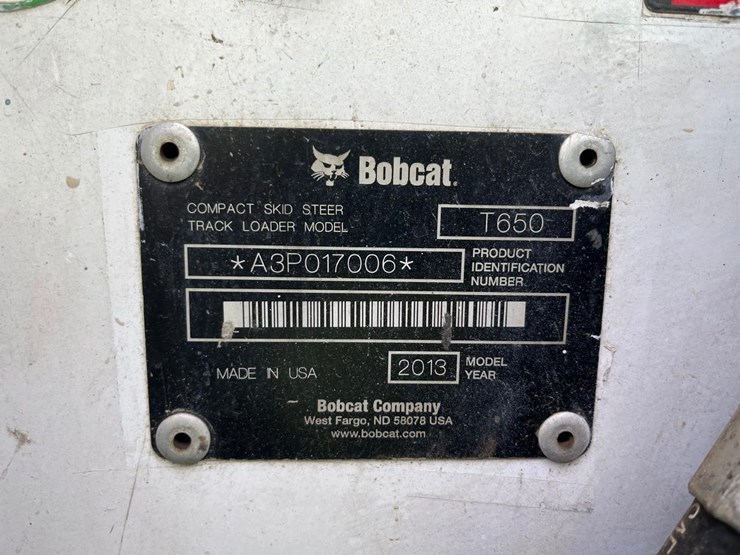 Bobcat.
COMPACT SKID STEER
TRACK LOADER MODEL
T650
*A3P017006*
PRODUCT
IDENTIFICATION
NUMBER
MADE IN USA
2013
MODEL
YEAR
Bobcat Company
West Fargo, ND 58078 USA
www.bobcat.com